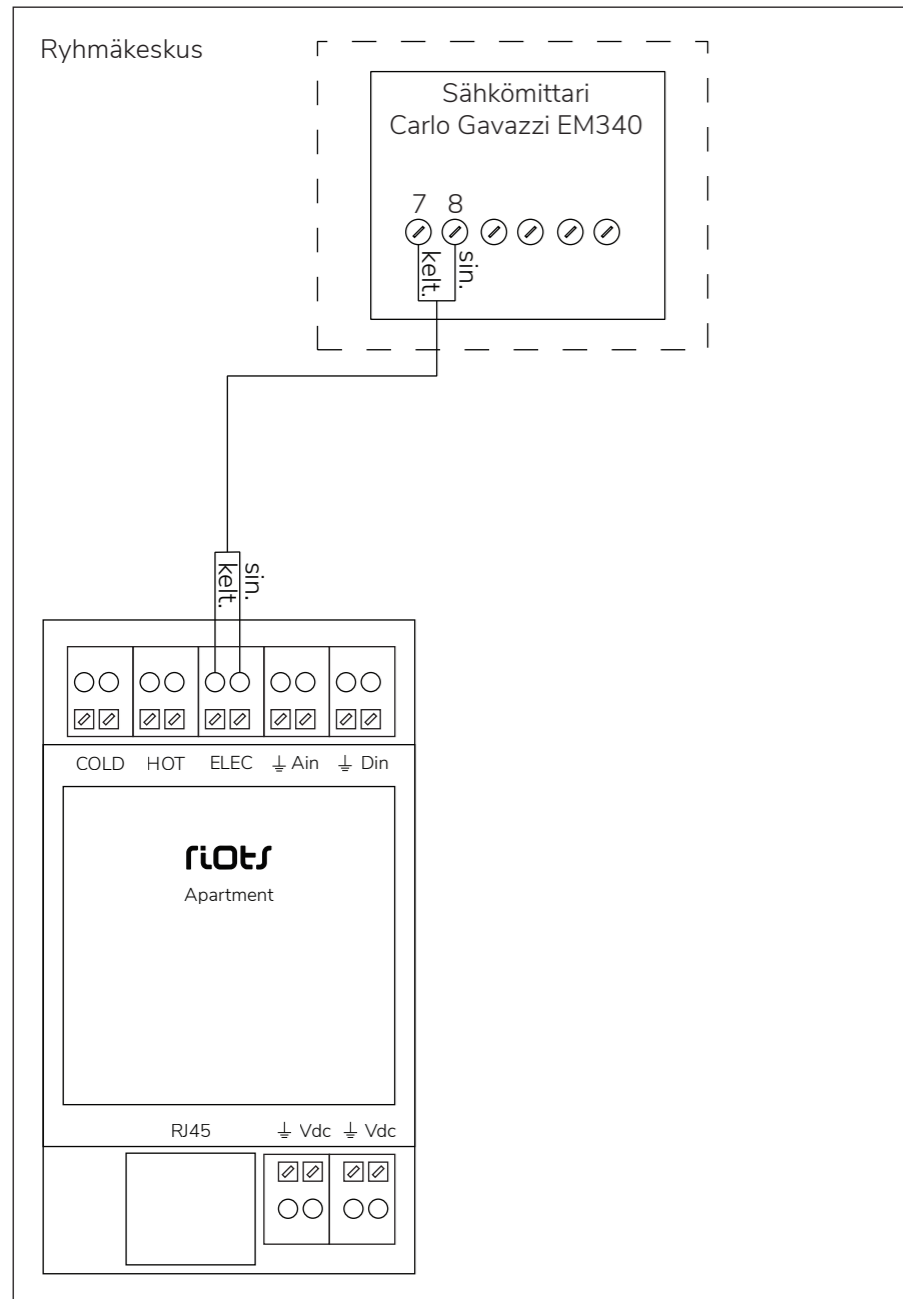 Ryhmäkeskus
Sähkömittari
Carlo Gavazzi EM340
7 8
kelt. sin.
kelt. sin.
COLD HOT ELEC ⏚ Ain ⏚ Din
riots
Apartment
RJ45 ⏚ Vdc ⏚ Vdc